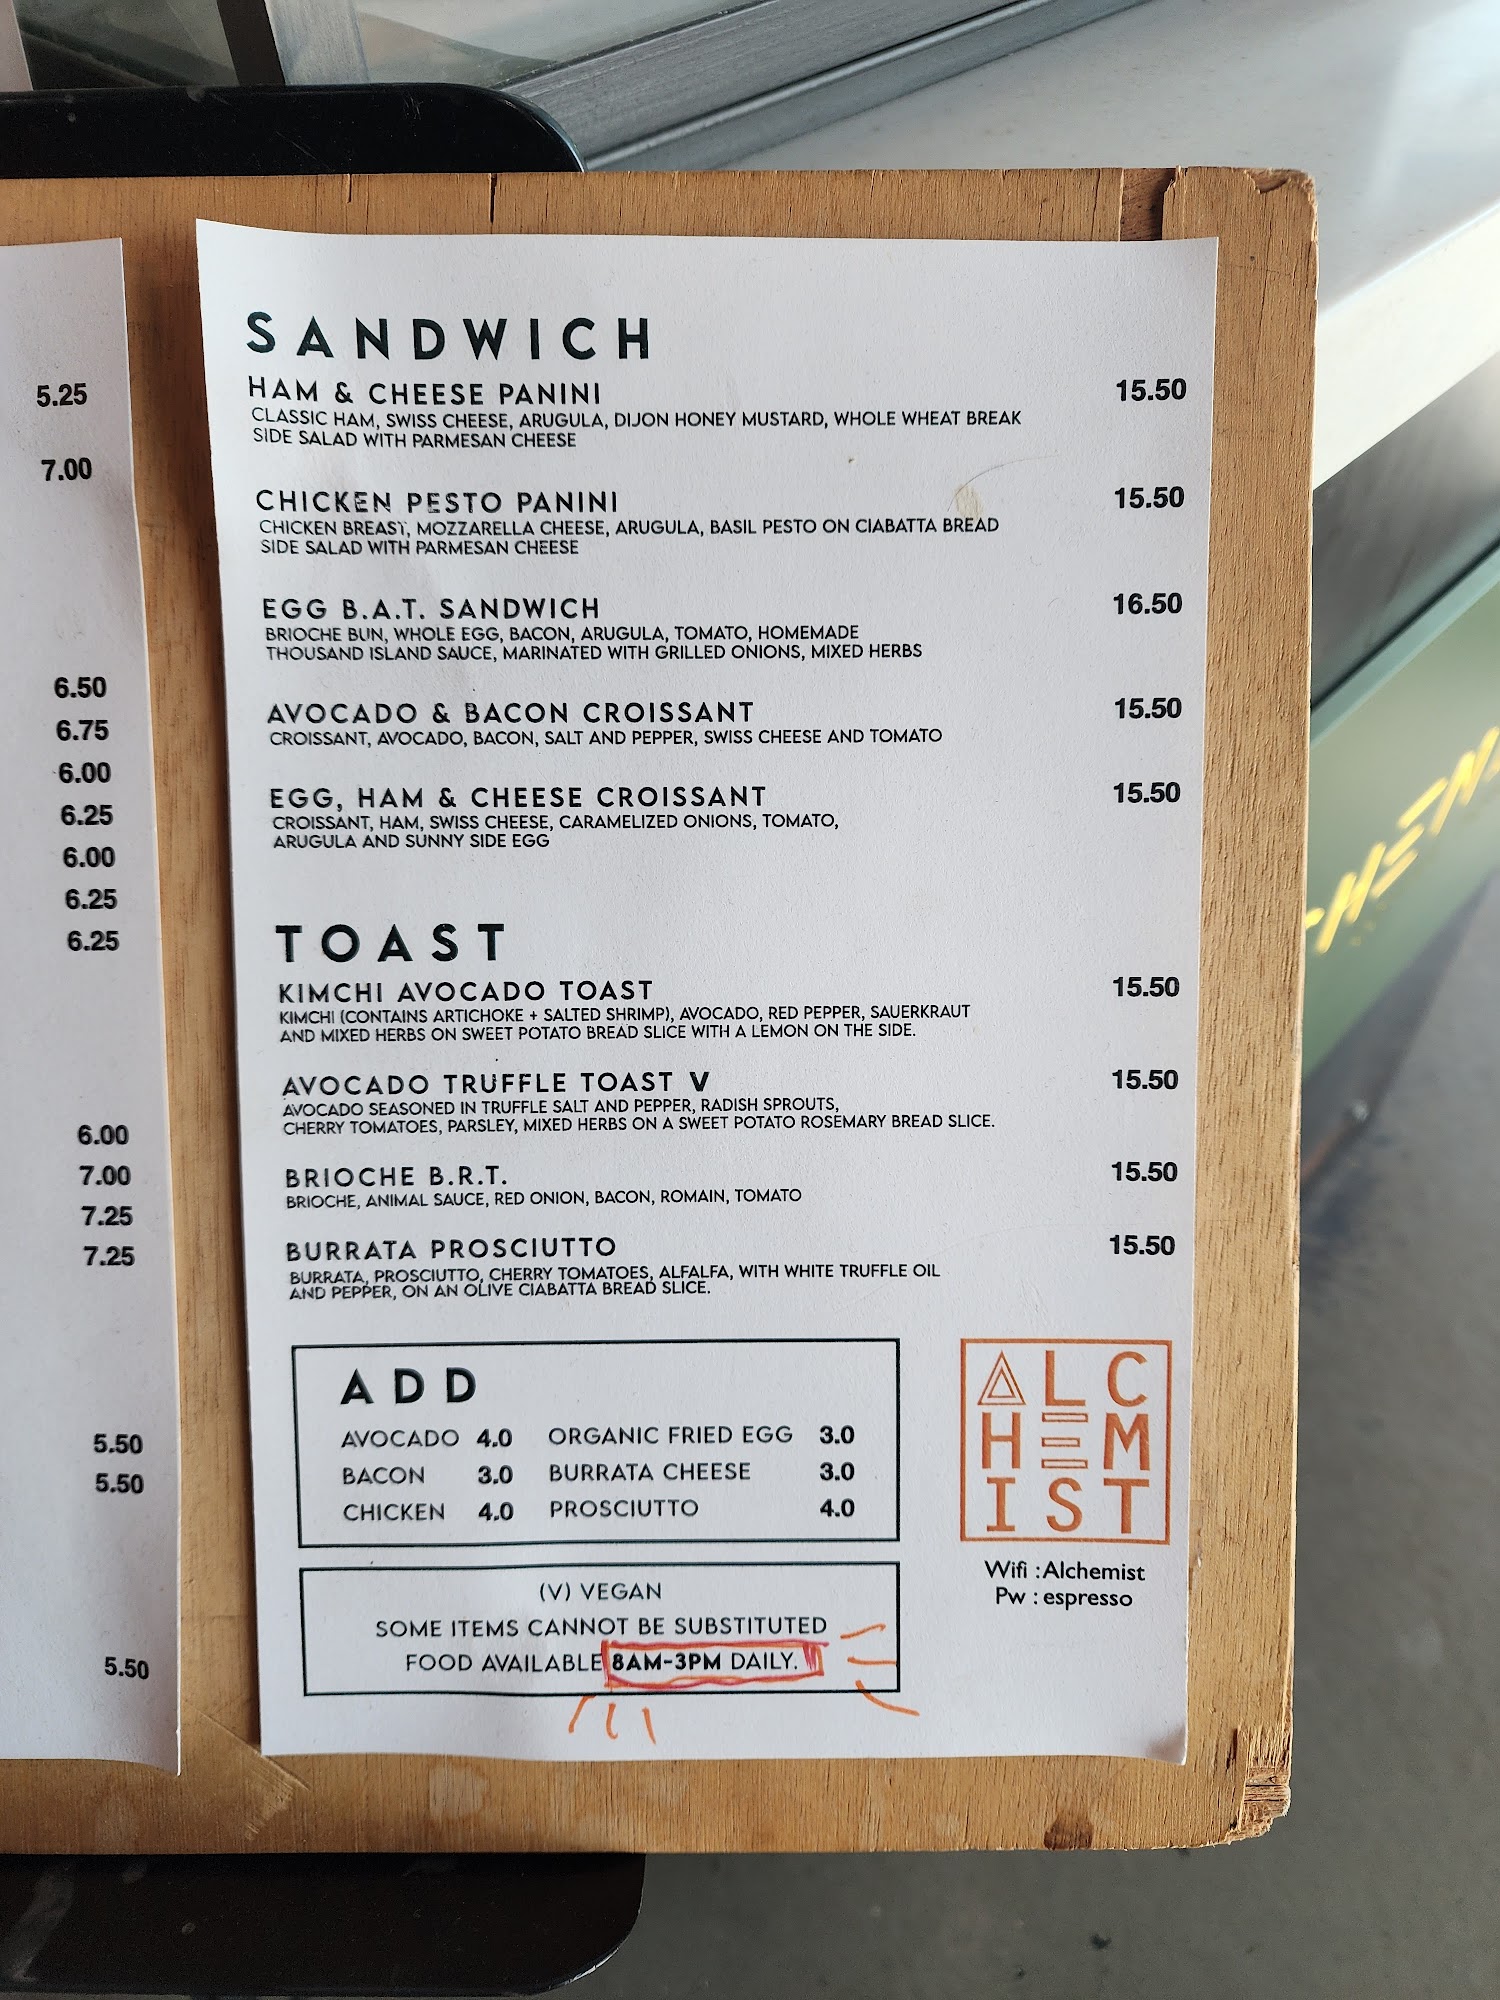 5.25
7.00
6.50
6.75
6.00
6.25
6.00
6.25
6.25
6.00
7.00
7.25
7.25
5.50
5.50
5.50
SANDWICH
HAM & CHEESE PANINI 15.50
CLASSIC HAM, SWISS CHEESE, ARUGULA, DIJON HONEY MUSTARD, WHOLE WHEAT BREAK
SIDE SALAD WITH PARMESAN CHEESE
CHICKEN PESTO PANINI 15.50
CHICKEN BREAST, MOZZARELLA CHEESE, ARUGULA, BASIL PESTO ON CIABATTA BREAD
SIDE SALAD WITH PARMESAN CHEESE
EGG B.A.T. SANDWICH 16.50
BRIOCHE BUN, WHOLE EGG, BACON, ARUGULA, TOMATO, HOMEMADE
THOUSAND ISLAND SAUCE, MARINATED WITH GRILLED ONIONS, MIXED HERBS
AVOCADO & BACON CROISSANT 15.50
CROISSANT, AVOCADO, BACON, SALT AND PEPPER, SWISS CHEESE AND TOMATO
EGG, HAM & CHEESE CROISSANT 15.50
CROISSANT, HAM, SWISS CHEESE, CARAMELIZED ONIONS, TOMATO,
ARUGULA AND SUNNY SIDE EGG
TOAST
KIMCHI AVOCADO TOAST 15.50
KIMCHI (CONTAINS ARTICHOKE + SALTED SHRIMP), AVOCADO, RED PEPPER, SAUERKRAUT
AND MIXED HERBS ON SWEET POTATO BREAD SLICE WITH A LEMON ON THE SIDE.
AVOCADO TRUFFLE TOAST V 15.50
AVOCADO SEASONED IN TRUFFLE SALT AND PEPPER, RADISH SPROUTS,
CHERRY TOMATOES, PARSLEY, MIXED HERBS ON A SWEET POTATO ROSEMARY BREAD SLICE.
BRIOCHE B.R.T. 15.50
BRIOCHE, ANIMAL SAUCE, RED ONION, BACON, ROMAIN, TOMATO
BURRATA PROSCIUTTO 15.50
BURRATA, PROSCIUTTO, CHERRY TOMATOES, ALFALFA, WITH WHITE TRUFFLE OIL
AND PEPPER, ON AN OLIVE CIABATTA BREAD SLICE.
ADD
AVOCADO 4.0 ORGANIC FRIED EGG 3.0
BACON 3.0 BURRATA CHEESE 3.0
CHICKEN 4.0 PROSCIUTTO 4.0
(V) VEGAN
SOME ITEMS CANNOT BE SUBSTITUTED
FOOD AVAILABLE 8AM-3PM DAILY.
ALC
HEM
IST
Wifi : Alchemist
Pw : espresso